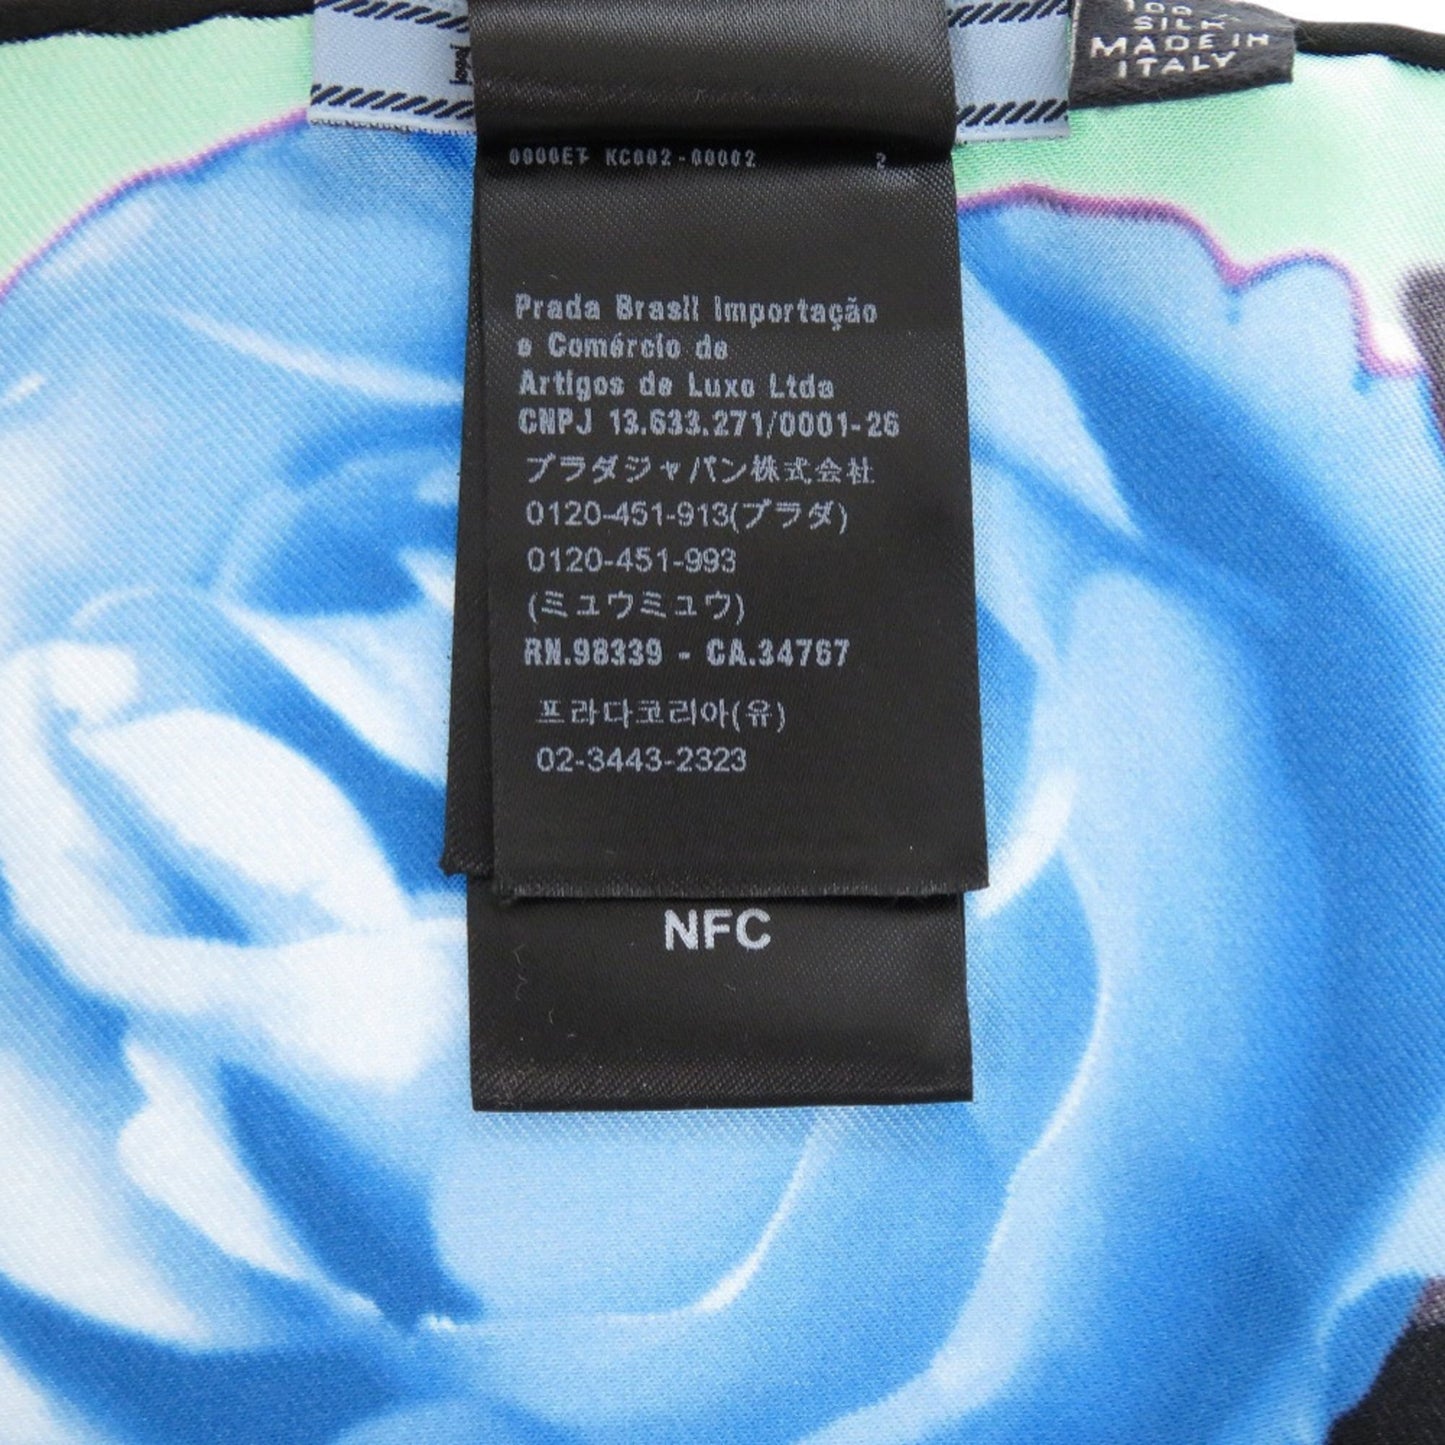 SILK
MADE IN
ITALY
KC002-00002 2
Prada Brasil Importação
e Comércio de
Artigos de Luxo Ltda
CNPJ 13.633.271/0001-26
プラダジャパン株式会社
0120-451-913(プラダ)
0120-451-993
(ミュウミュウ)
RN.98339 - CA.34767
프라다코리아(유)
02-3443-2323
NFC